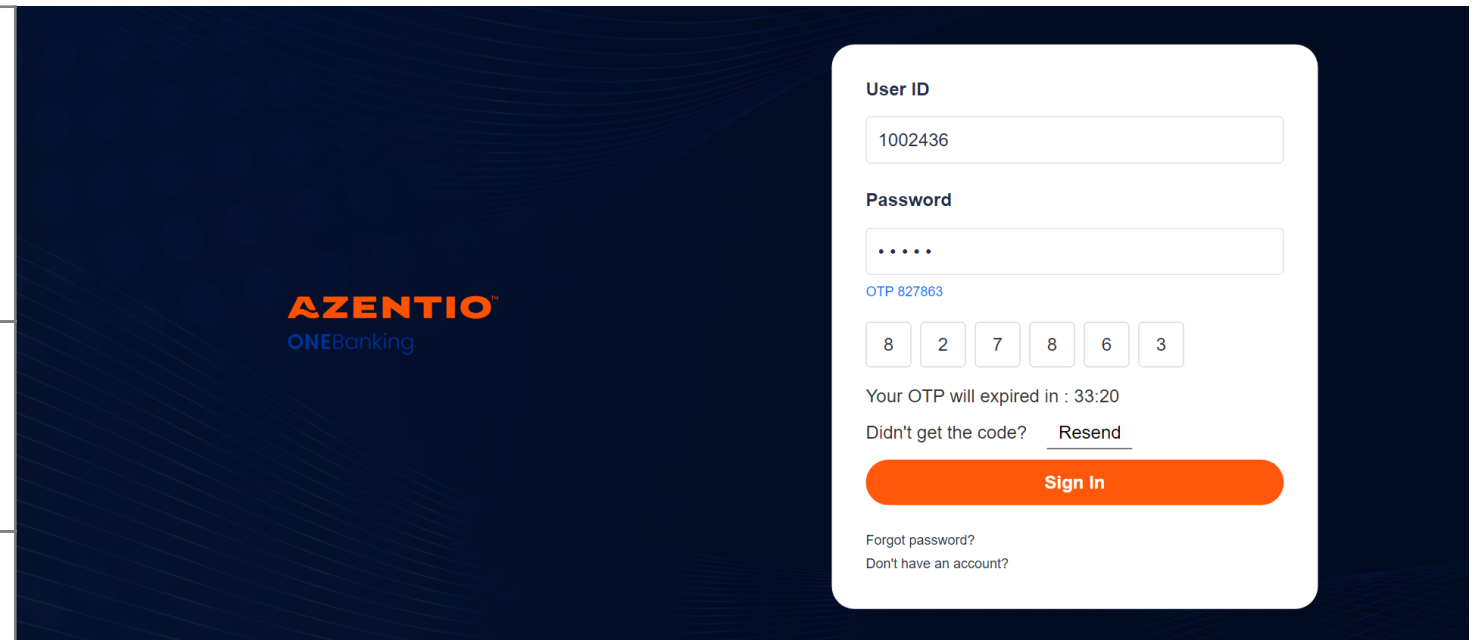 AZENTIO™
ONEBanking
User ID
1002436
Password
•••••
OTP 827863
8 2 7 8 6 3
Your OTP will expired in : 33:20
Didn't get the code? Resend
Sign In
Forgot password?
Don't have an account?